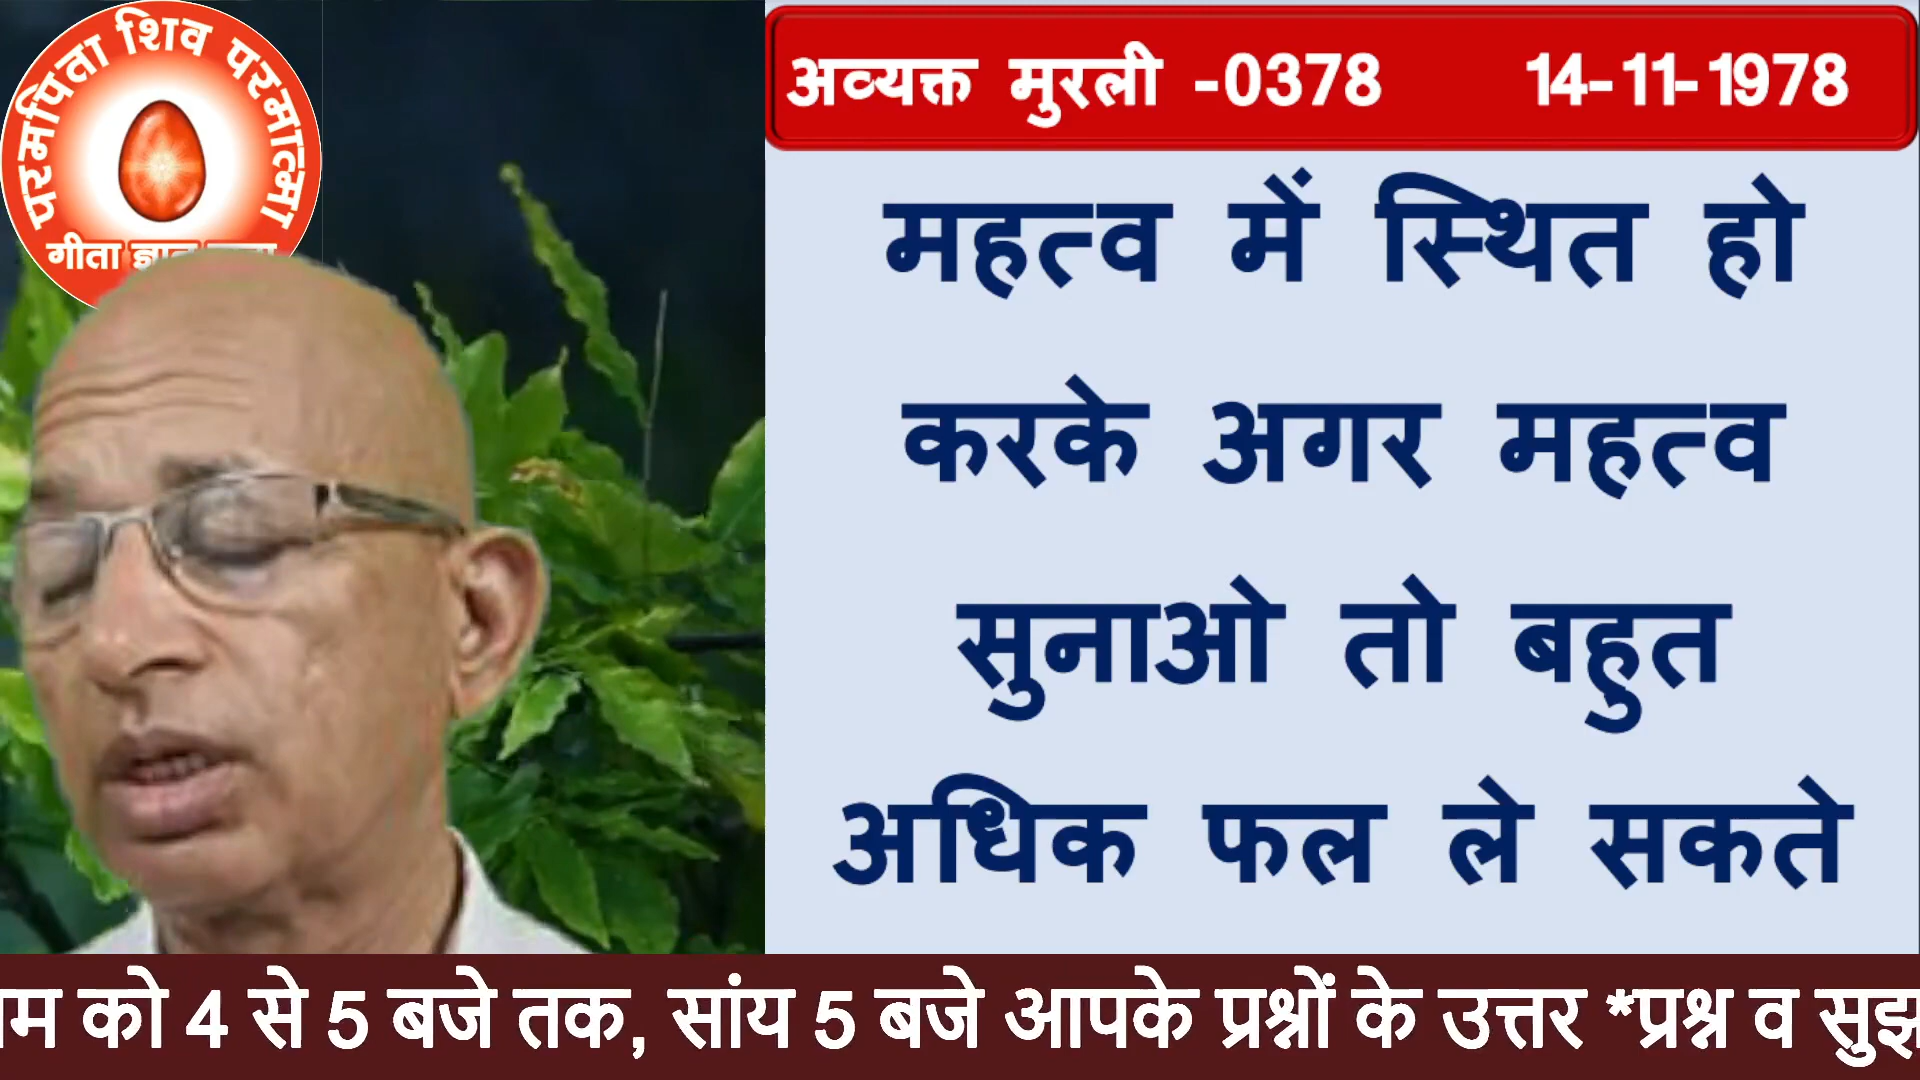 परमपिता शिव परमात्मा
गीता ज्ञान
अव्यक्त मुरली -0378 14-11-1978
महत्व में स्थित हो
करके अगर महत्व
सुनाओ तो बहुत
अधिक फल ले सकते
को 4 से 5 बजे तक, सांय 5 बजे आपके प्रश्नों के उत्तर *प्रश्न व